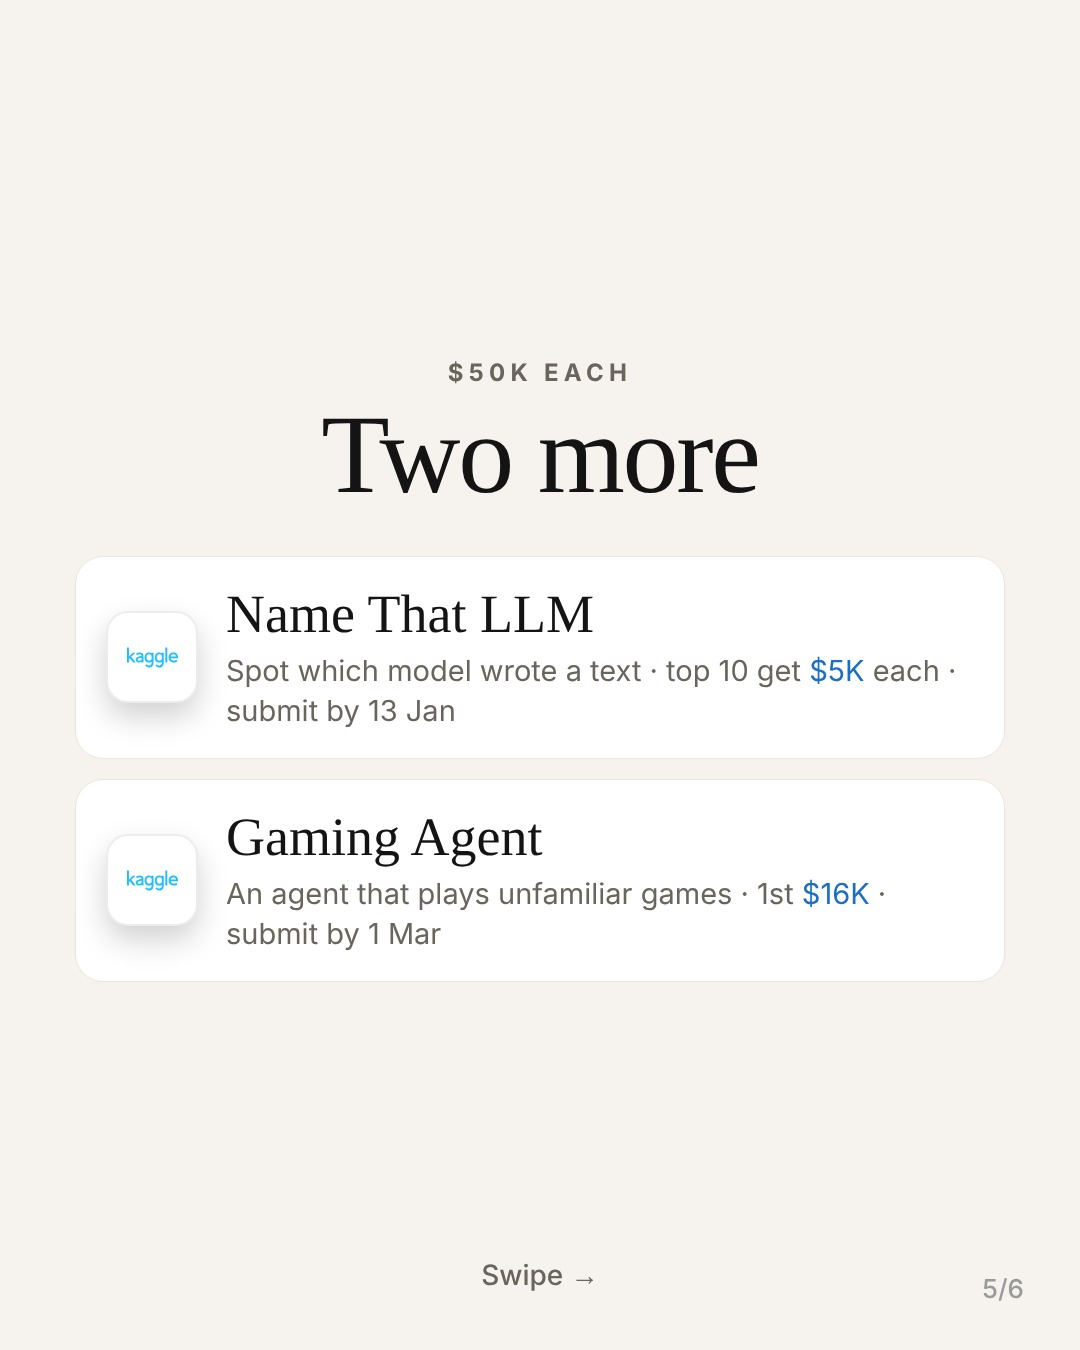 $50K EACH
Two more
kaggle
Name That LLM
Spot which model wrote a text · top 10 get $5K each ·
submit by 13 Jan
kaggle
Gaming Agent
An agent that plays unfamiliar games · 1st $16K ·
submit by 1 Mar
Swipe →
5/6